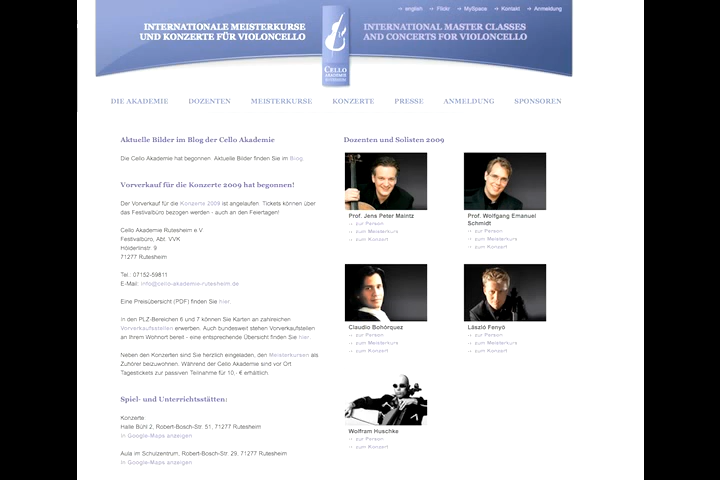 english Flickr MySpace Kontakt Anmeldung
INTERNATIONALE MEISTERKURSE
UND KONZERTE FÜR VIOLONCELLO
INTERNATIONAL MASTER CLASSES
AND CONCERTS FOR VIOLONCELLO
CELLO
AKADEMIE
RUTESHEIM
DIE AKADEMIE DOZENTEN MEISTERKURSE KONZERTE PRESSE ANMELDUNG SPONSOREN
Aktuelle Bilder im Blog der Cello Akademie
Die Cello Akademie hat begonnen. Aktuelle Bilder finden Sie im Blog.
Vorverkauf für die Konzerte 2009 hat begonnen!
Der Vorverkauf für die Konzerte 2009 ist angelaufen. Tickets können über
das Festivalbüro bezogen werden - auch an den Feiertagen!
Cello Akademie Rutesheim e.V
Festivalbüro, Abt. VVK
Hölderlinstr. 9
71277 Rutesheim
Tel.: 07152-59811
E-Mail: info@cello-akademie-rutesheim.de
Eine Preisübersicht (PDF) finden Sie hier.
In den PLZ-Bereichen 6 und 7 können Sie Karten an zahlreichen
Vorverkaufsstellen erwerben. Auch bundesweit stehen Vorverkaufstellen
an Ihrem Wohnort bereit – eine entsprechende Übersicht finden Sie hier.
Neben den Konzerten sind Sie herzlich eingeladen, den Meisterkursen als
Zuhörer beizuwohnen. Während der Cello Akademie sind vor Ort
Tagestickets zur passiven Teilnahme für 10,- € erhältlich.
Spiel- und Unterrichtsstätten:
Konzerte:
Halle Bühl 2, Robert-Bosch-Str. 51, 71277 Rutesheim
in Google-Maps anzeigen
Aula im Schulzentrum, Robert-Bosch-Str. 29, 71277 Rutesheim
in Google-Maps anzeigen
Dozenten und Solisten 2009
Prof. Jens Peter Maintz
zur Person
zum Meisterkurs
zum Konzert
Prof. Wolfgang Emanuel
Schmidt
zur Person
zum Meisterkurs
zum Konzert
Claudio Bohórquez
zur Person
zum Meisterkurs
zum Konzert
László Fenyö
zur Person
zum Meisterkurs
zum Konzert
Wolfram Huschke
zur Person
zum Konzert